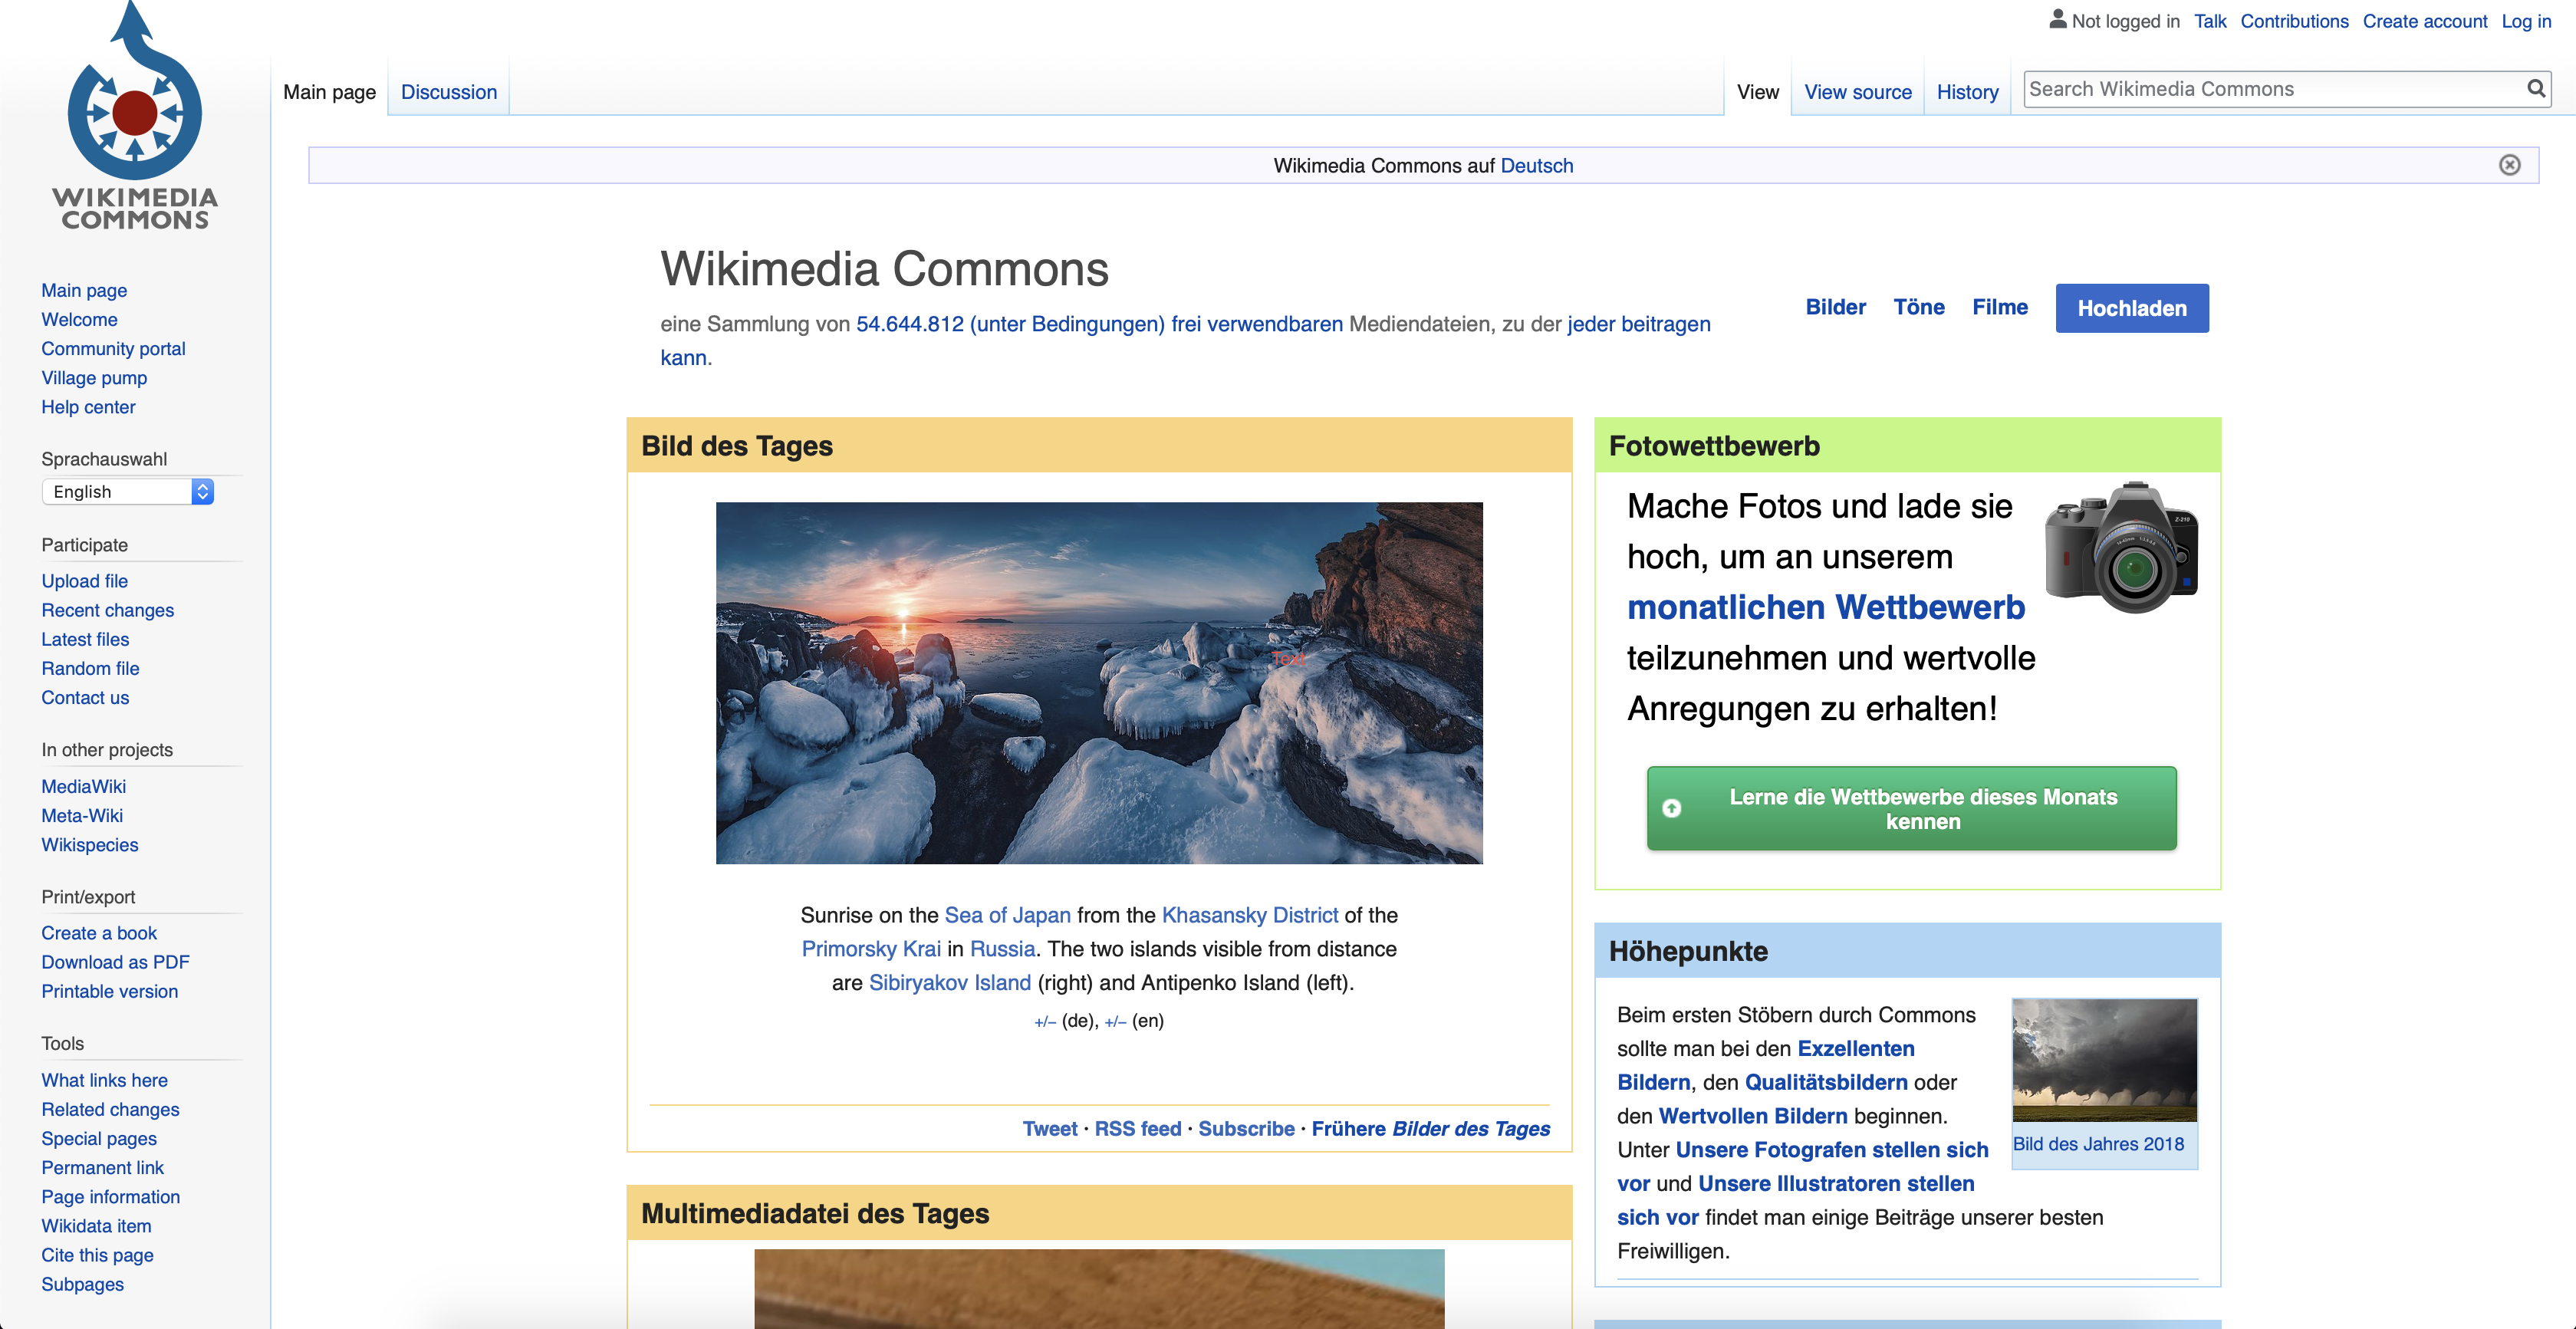 WIKIMEDIA
COMMONS
Main page
Welcome
Community portal
Village pump
Help center
Sprachauswahl
English
Participate
Upload file
Recent changes
Latest files
Random file
Contact us
In other projects
MediaWiki
Meta-Wiki
Wikispecies
Print/export
Create a book
Download as PDF
Printable version
Tools
What links here
Related changes
Special pages
Permanent link
Page information
Wikidata item
Cite this page
Subpages
Not logged in Talk Contributions Create account Log in
Main page Discussion View View source History Search Wikimedia Commons
Wikimedia Commons auf Deutsch
Wikimedia Commons
eine Sammlung von 54.644.812 (unter Bedingungen) frei verwendbaren Mediendateien, zu der jeder beitragen
kann.
Bilder Töne Filme Hochladen
Bild des Tages
Text
Sunrise on the Sea of Japan from the Khasansky District of the
Primorsky Krai in Russia. The two islands visible from distance
are Sibiryakov Island (right) and Antipenko Island (left).
+/– (de), +/– (en)
Tweet · RSS feed · Subscribe · Frühere Bilder des Tages
Multimediadatei des Tages
Fotowettbewerb
Mache Fotos und lade sie
hoch, um an unserem
monatlichen Wettbewerb
teilzunehmen und wertvolle
Anregungen zu erhalten!
Z-210
Lerne die Wettbewerbe dieses Monats
kennen
Höhepunkte
Beim ersten Stöbern durch Commons
sollte man bei den Exzellenten
Bildern, den Qualitätsbildern oder
den Wertvollen Bildern beginnen.
Unter Unsere Fotografen stellen sich
vor und Unsere Illustratoren stellen
sich vor findet man einige Beiträge unserer besten
Freiwilligen.
Bild des Jahres 2018